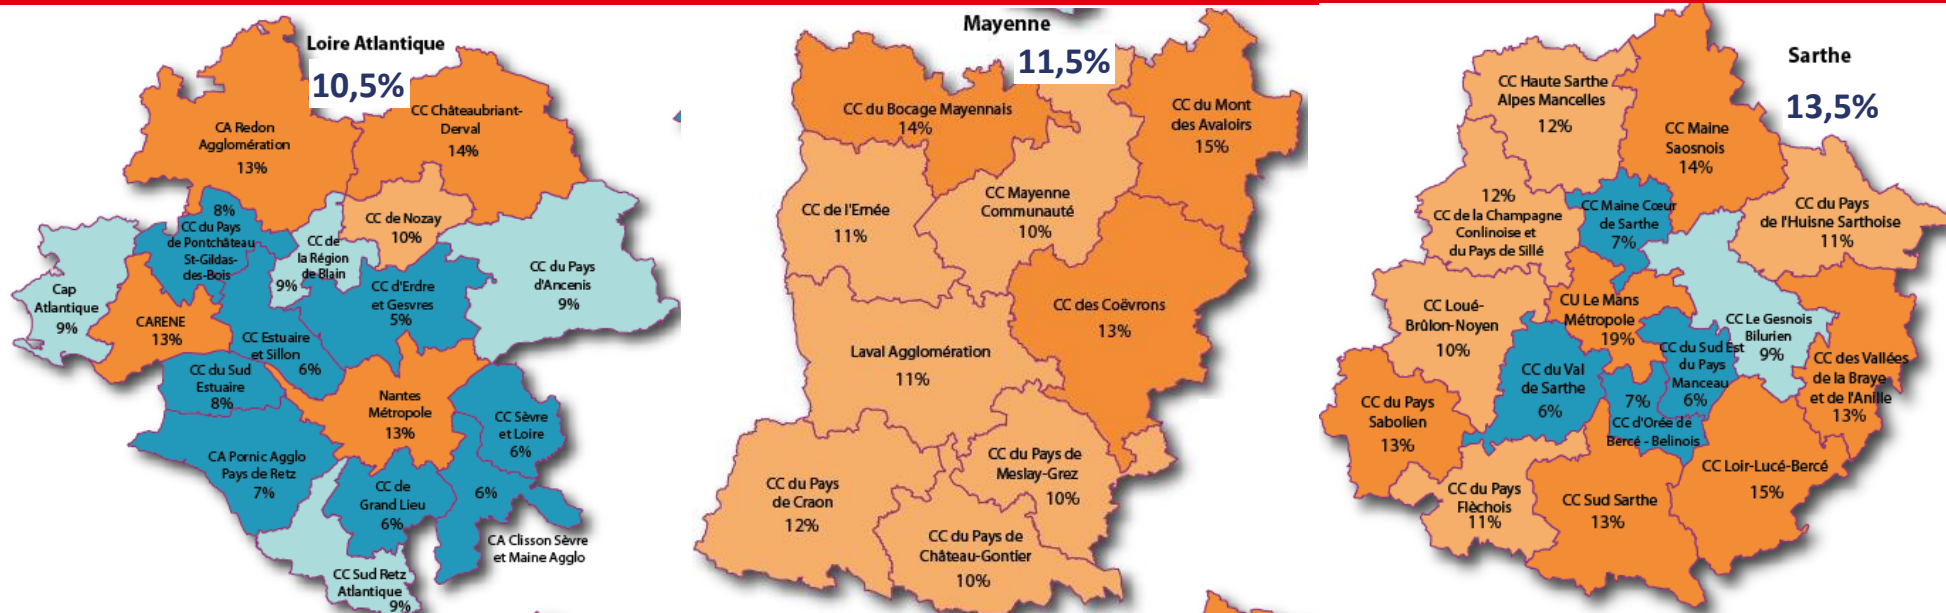 Loire Atlantique
10,5%
CA Redon
Agglomération
13%
CC Châteaubriant-
Derval
14%
8%
CC du Pays
de Pontchâteau
St-Gildas-
des-Bois
CC de Nozay
10%
CC de
la Région
de Blain
9%
CC du Pays
d'Ancenis
9%
Cap
Atlantique
9%
CARENE
13%
CC d'Erdre
et Gesvres
5%
CC Estuaire
et Sillon
6%
CC du Sud
Estuaire
8%
Nantes
Métropole
13%
CC Sèvre
et Loire
6%
CA Pornic Agglo
Pays de Retz
7%
CC de
Grand Lieu
6%
6%
CA Clisson Sèvre
et Maine Agglo
CC Sud Retz
Atlantique
9%
Mayenne
11,5%
CC du Bocage Mayennais
14%
CC du Mont
des Avaloirs
15%
CC de l'Ernée
11%
CC Mayenne
Communauté
10%
CC des Coëvrons
13%
Laval Agglomération
11%
CC du Pays
de Craon
12%
CC du Pays de
Meslay-Grez
10%
CC du Pays de
Château-Gontier
10%
Sarthe
13,5%
CC Haute Sarthe
Alpes Mancelles
12%
CC Maine
Saosnois
14%
12%
CC de la Champagne
Conlinoise et
du Pays de Sillé
CC Maine Cœur
de Sarthe
7%
CC du Pays
de l'Huisne Sarthoise
11%
CC Loué-
Brûlon-Noyen
10%
CU Le Mans
Métropole
19%
CC Le Gesnois
Bilurien
9%
CC du Sud Est
du Pays
Manceau
6%
CC des Vallées
de la Braye
et de l'Anille
13%
CC du Val
de Sarthe
6%
7%
CC d'Orée de
Bercé - Belinois
CC du Pays
Sabolien
13%
CC Loir-Lucé-Bercé
15%
CC du Pays
Flèchois
11%
CC Sud Sarthe
13%